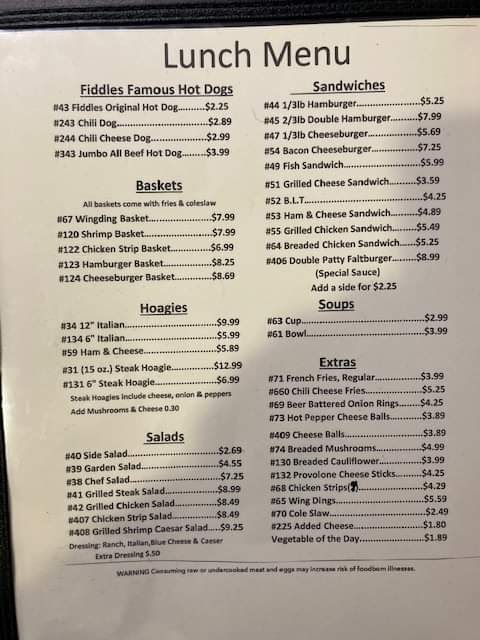 Lunch Menu
Fiddles Famous Hot Dogs
#43 Fiddles Original Hot Dog..........$2.25
#243 Chili Dog...................................$2.89
#244 Chili Cheese Dog......................$2.99
#343 Jumbo All Beef Hot Dog.........$3.99
Baskets
All baskets come with fries & coleslaw
#67 Wingding Basket........................$7.99
#120 Shrimp Basket..........................$7.99
#122 Chicken Strip Basket...............$6.99
#123 Hamburger Basket...................$8.25
#124 Cheeseburger Basket...............$8.69
Hoagies
#34 12" Italian...................................$9.99
#134 6" Italian...................................$5.99
#59 Ham & Cheese............................$5.89
#31 (15 oz.) Steak Hoagie................$12.99
#131 6" Steak Hoagie........................$6.99
Steak Hoagies include cheese, onion & peppers
Add Mushrooms & Cheese 0.30
Salads
#40 Side Salad...................................$2.69
#39 Garden Salad..............................$4.55
#38 Chef Salad...................................$7.25
#41 Grilled Steak Salad.....................$8.99
#42 Grilled Chicken Salad.................$8.49
#407 Chicken Strip Salad..................$8.49
#408 Grilled Shrimp Caesar Salad.....$9.25
Dressing: Ranch, Italian,Blue Cheese & Caeser
Extra Dressing $.50
Sandwiches
#44 1/3lb Hamburger........................$5.25
#45 2/3lb Double Hamburger..........$7.99
#47 1/3lb Cheeseburger...................$5.69
#54 Bacon Cheeseburger.................$7.25
#49 Fish Sandwich.............................$5.99
#51 Grilled Cheese Sandwich..........$3.59
#52 B.L.T............................................$4.25
#53 Ham & Cheese Sandwich.........$4.89
#55 Grilled Chicken Sandwich.........$5.49
#64 Breaded Chicken Sandwich.....$5.25
#406 Double Patty Faitburger.........$8.99
(Special Sauce)
Add a side for $2.25
Soups
#63 Cup..............................................$2.99
#61 Bowl............................................$3.99
Extras
#71 French Fries, Regular.................$3.99
#660 Chili Cheese Fries.....................$5.25
#69 Beer Battered Onion Rings........$4.25
#73 Hot Pepper Cheese Balls............$3.89
#409 Cheese Balls..............................$3.89
#74 Breaded Mushrooms.................$4.99
#130 Breaded Cauliflower................$3.99
#132 Provolone Cheese Sticks..........$4.25
#68 Chicken Strips( )........................$4.29
#65 Wing Dings.................................$5.59
#70 Cole Slaw....................................$2.49
#225 Added Cheese..........................$1.80
Vegetable of the Day........................$1.89
WARNING Consuming raw or undercooked meat and eggs may increase risk of foodborn illnesses.